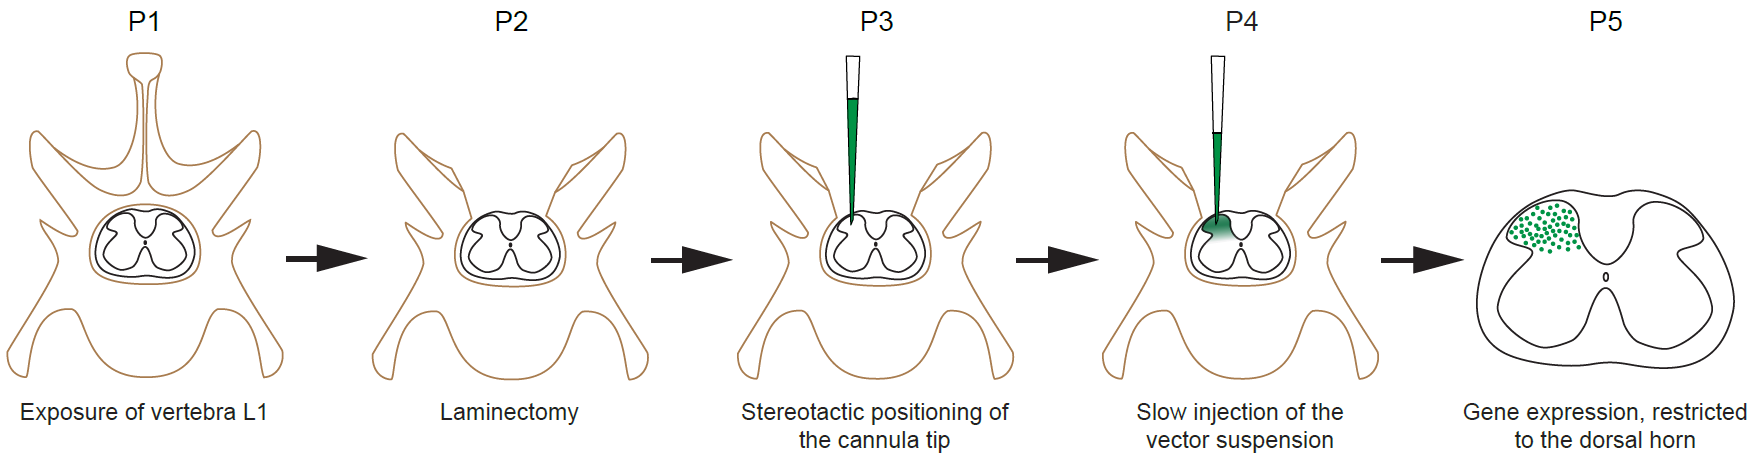 P1
P2
P3
P4
P5
Exposure of vertebra L1
Laminectomy
Stereotactic positioning of
the cannula tip
Slow injection of the
vector suspension
Gene expression, restricted
to the dorsal horn